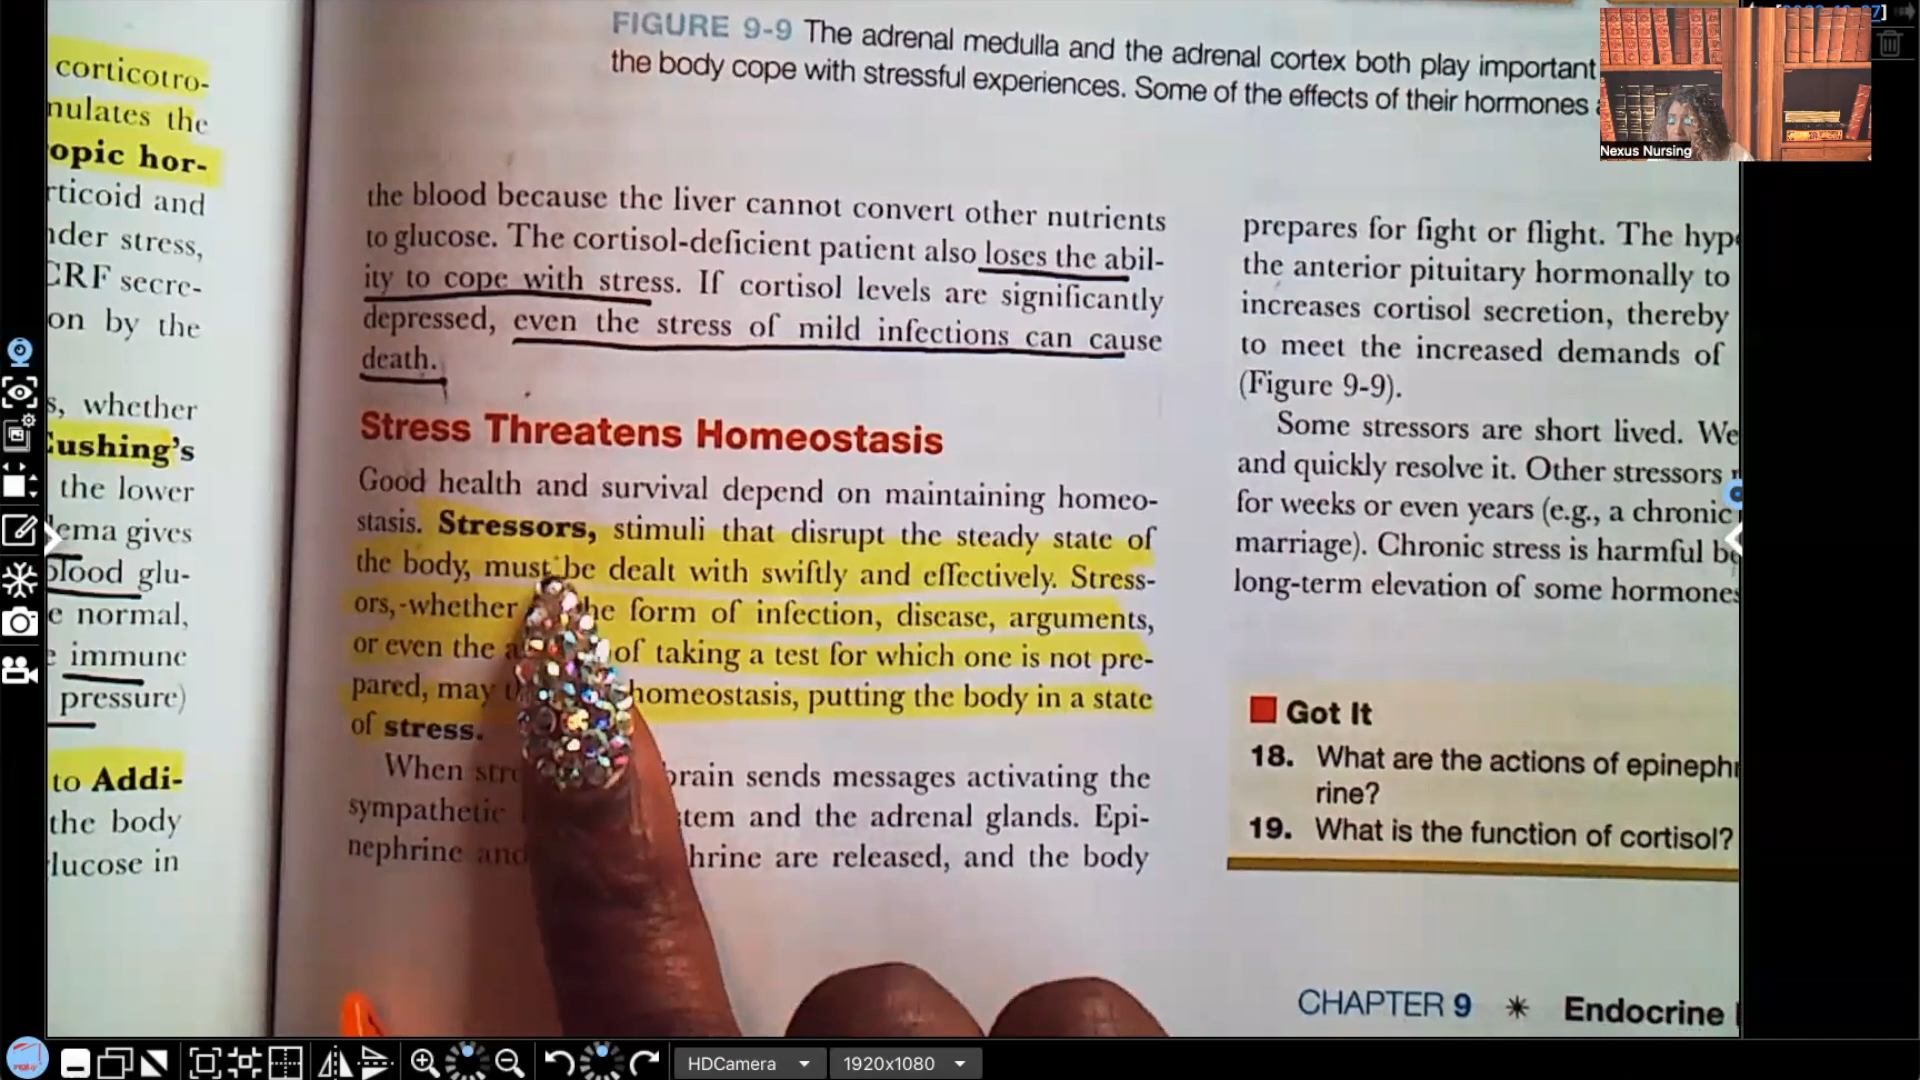 FIGURE 9-9 The adrenal medulla and the adrenal cortex both play important
the body cope with stressful experiences. Some of the effects of their hormones
Nexus Nursing
corticotro-
nulates the
opic hor-
rticoid and
nder stress,
CRF secre-
on by the
s, whether
Cushing's
the lower
lema gives
blood glu-
e normal,
e immune
pressure)
to Addi-
the body
lucose in
the blood because the liver cannot convert other nutrients
to glucose. The cortisol-deficient patient also loses the abil-
ity to cope with stress. If cortisol levels are significantly
depressed, even the stress of mild infections can cause
death.
Stress Threatens Homeostasis
Good health and survival depend on maintaining homeo-
stasis. Stressors, stimuli that disrupt the steady state of
the body, must be dealt with swiftly and effectively. Stress-
ors, whether he form of infection, disease, arguments,
or even the of taking a test for which one is not pre-
pared, may homeostasis, putting the body in a state
of stress.
When brain sends messages activating the
sympathetic tem and the adrenal glands. Epi-
nephrine and hrine are released, and the body
prepares for fight or flight. The hyp
the anterior pituitary hormonally to
increases cortisol secretion, thereby
to meet the increased demands of
(Figure 9-9).
Some stressors are short lived. We
and quickly resolve it. Other stressors
for weeks or even years (e.g., a chronic
marriage). Chronic stress is harmful b
long-term elevation of some hormones
Got It
18. What are the actions of epineph
rine?
19. What is the function of cortisol?
CHAPTER 9 * Endocrine
HDCamera
1920x1080